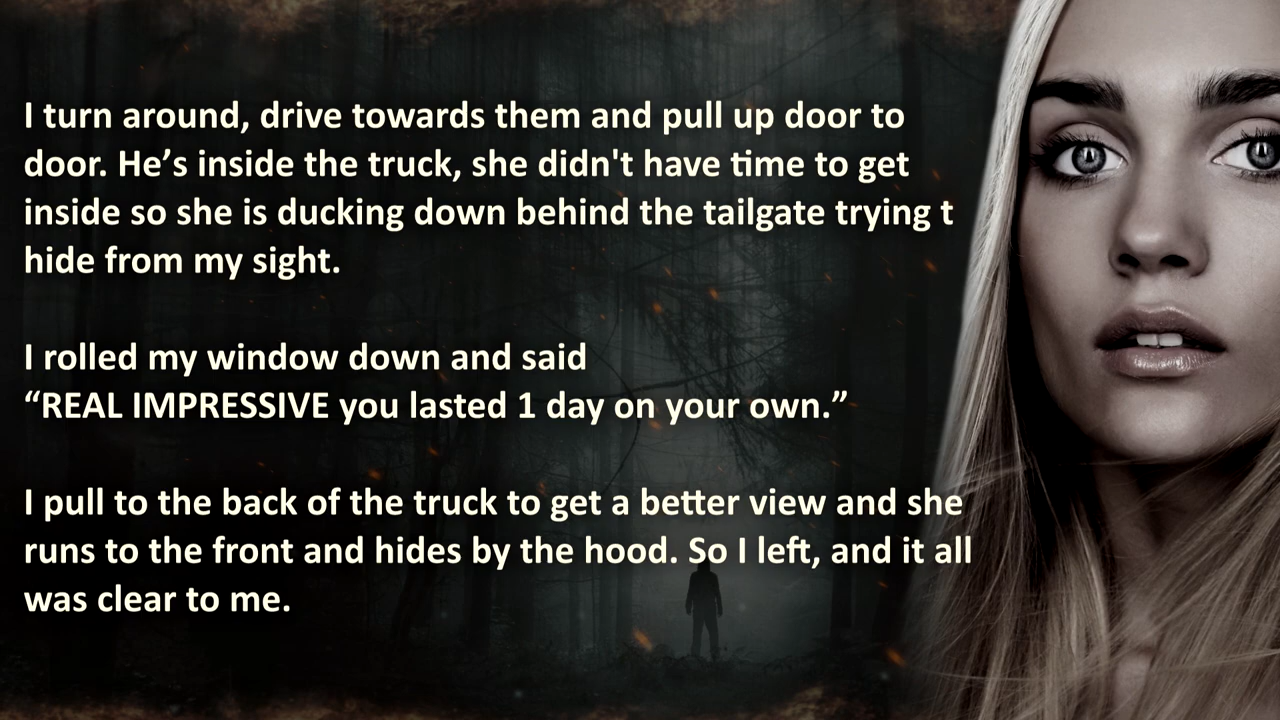 I turn around, drive towards them and pull up door to
door. He’s inside the truck, she didn't have time to get
inside so she is ducking down behind the tailgate trying t
hide from my sight.
I rolled my window down and said
“REAL IMPRESSIVE you lasted 1 day on your own.”
I pull to the back of the truck to get a better view and she
runs to the front and hides by the hood. So I left, and it all
was clear to me.